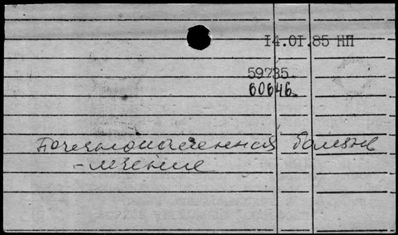 14.01.85 НП
59735.
60646.
Почечнокаменная болезнь
- лечение